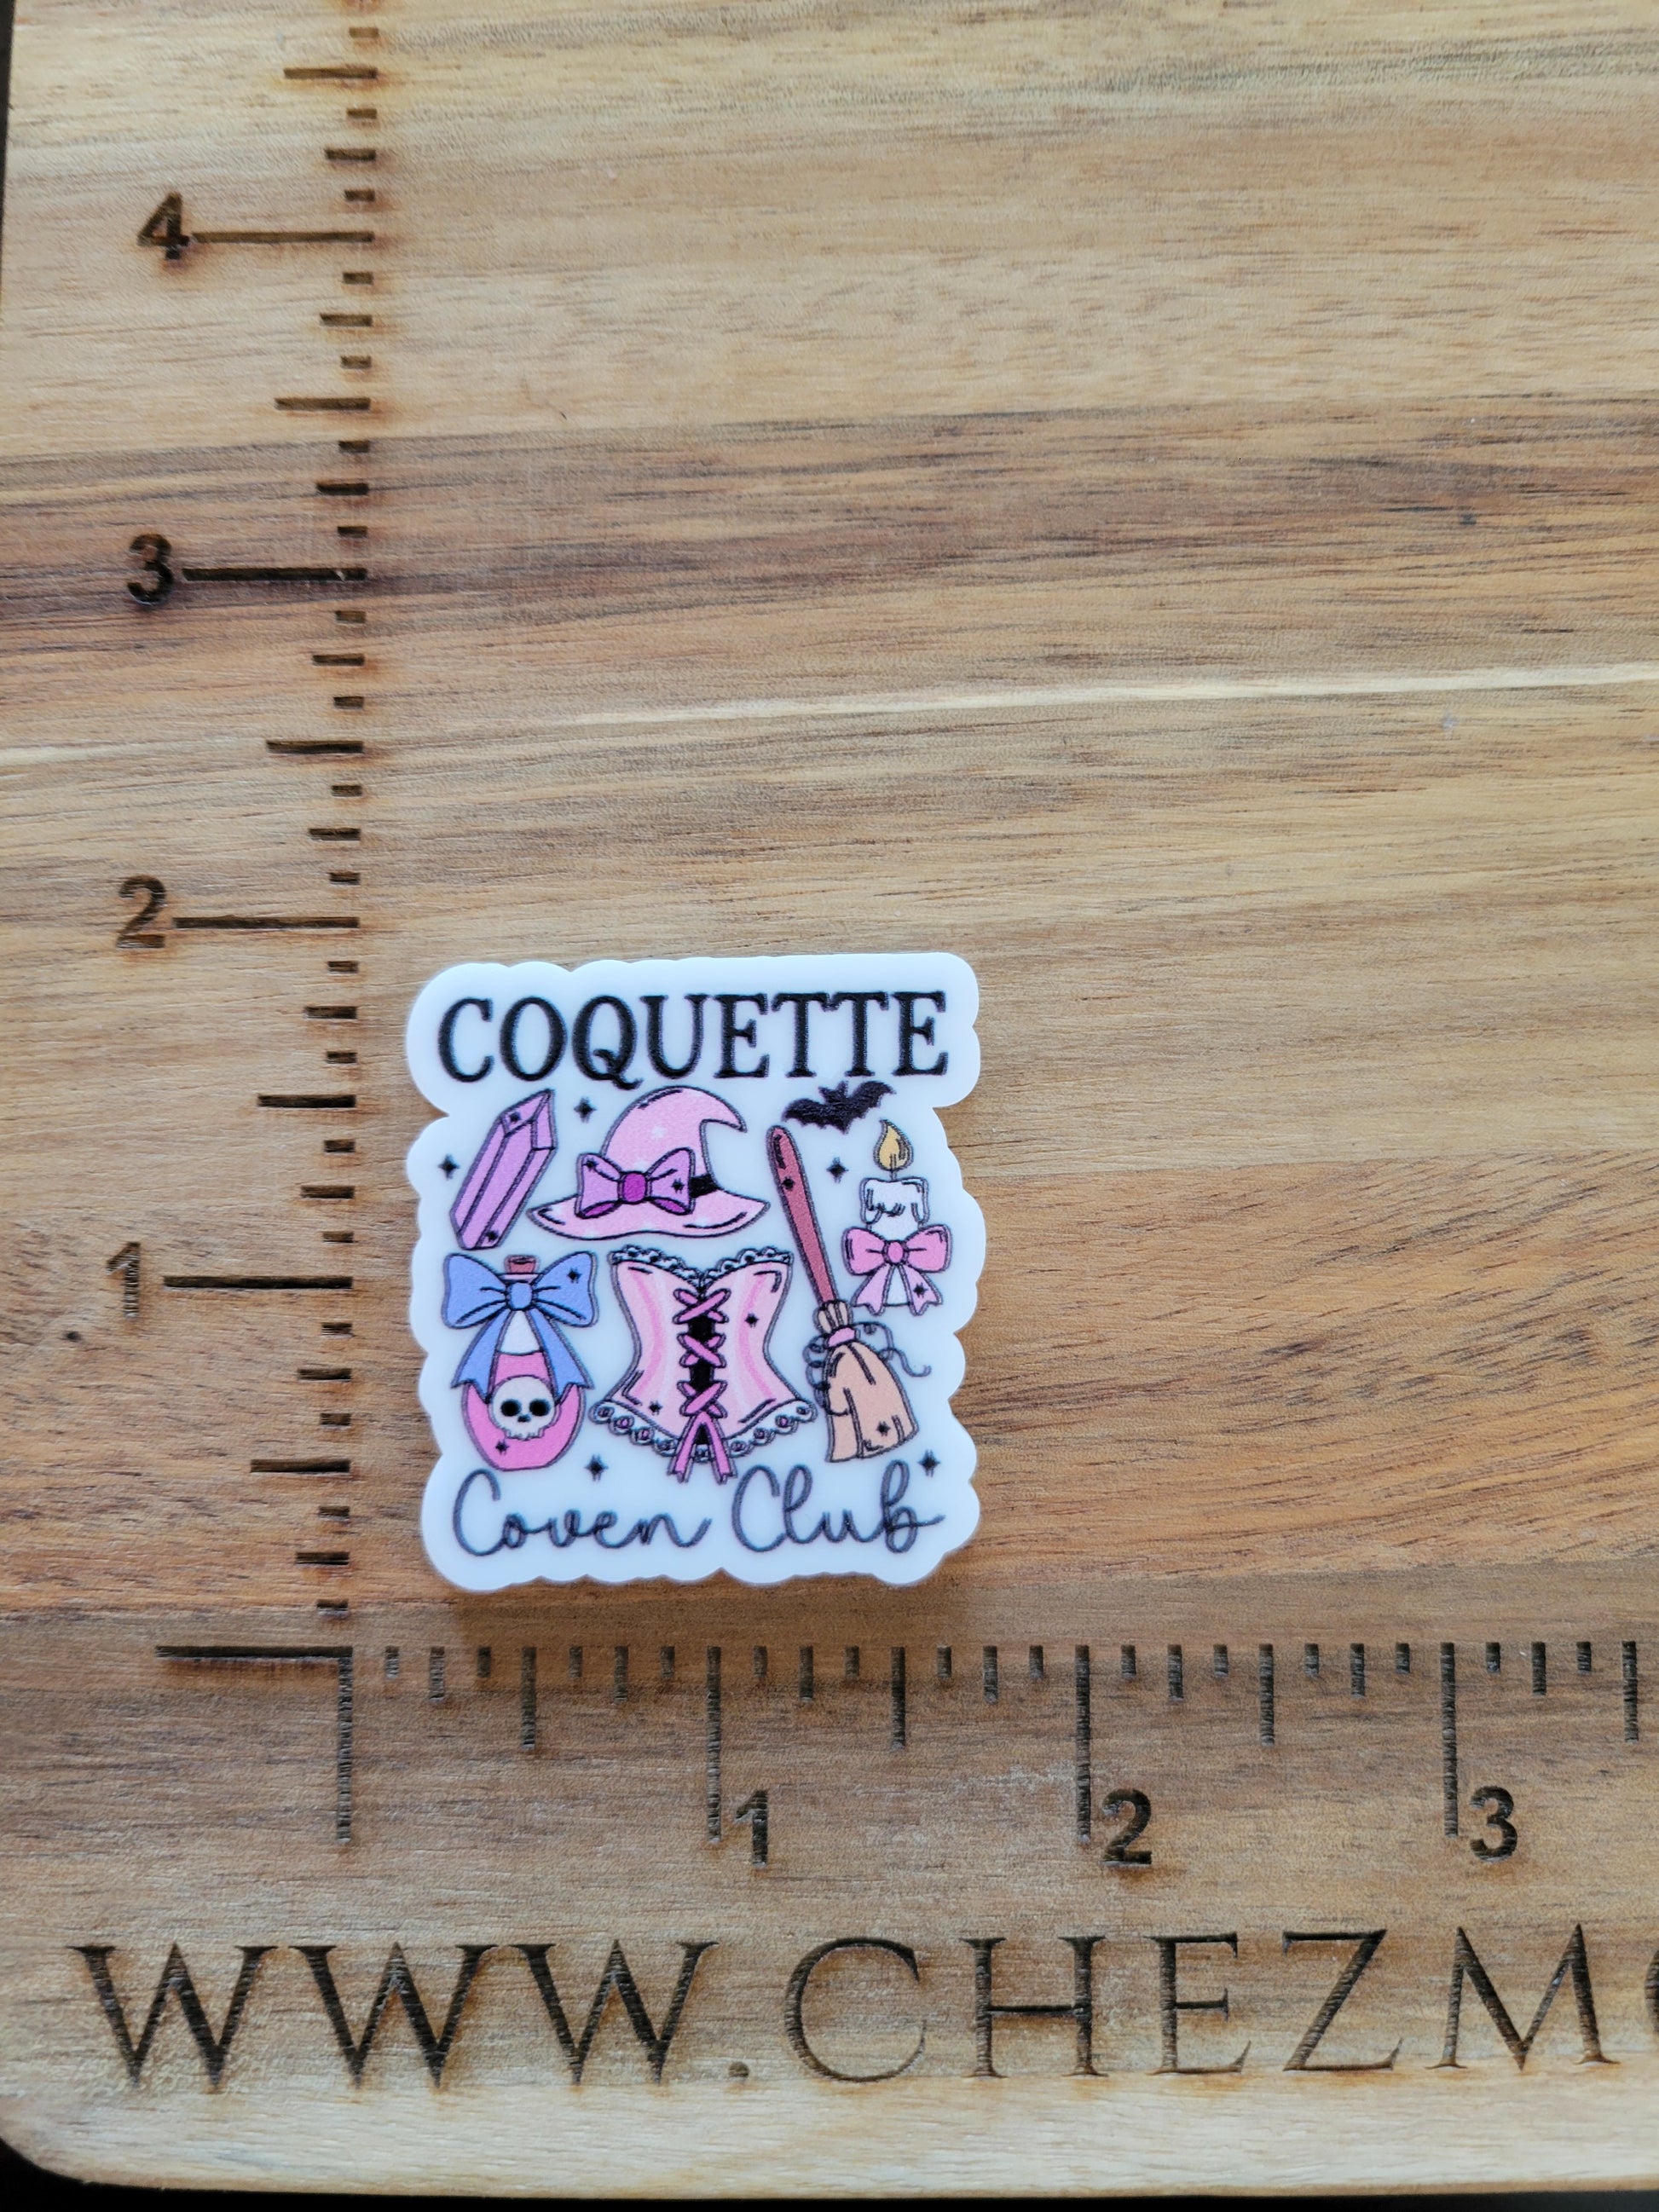 4
3
2
COQUETTE
1
Coven Club
1 2 3
WWW.CHEZM